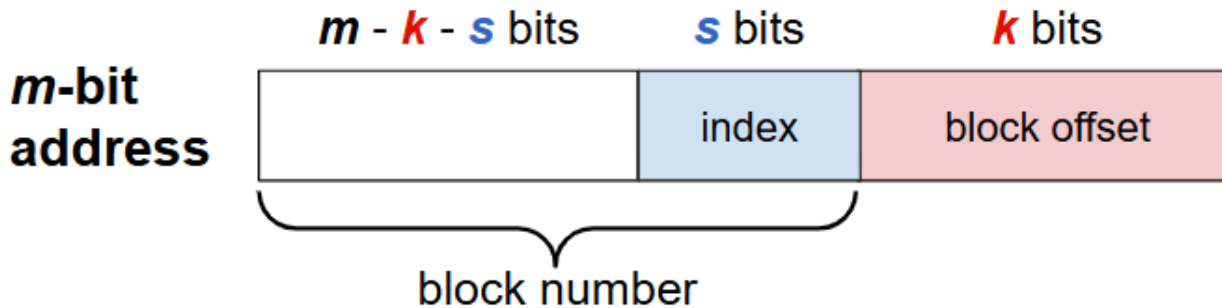 m - k - s bits s bits k bits
m-bit
address
index block offset
block number